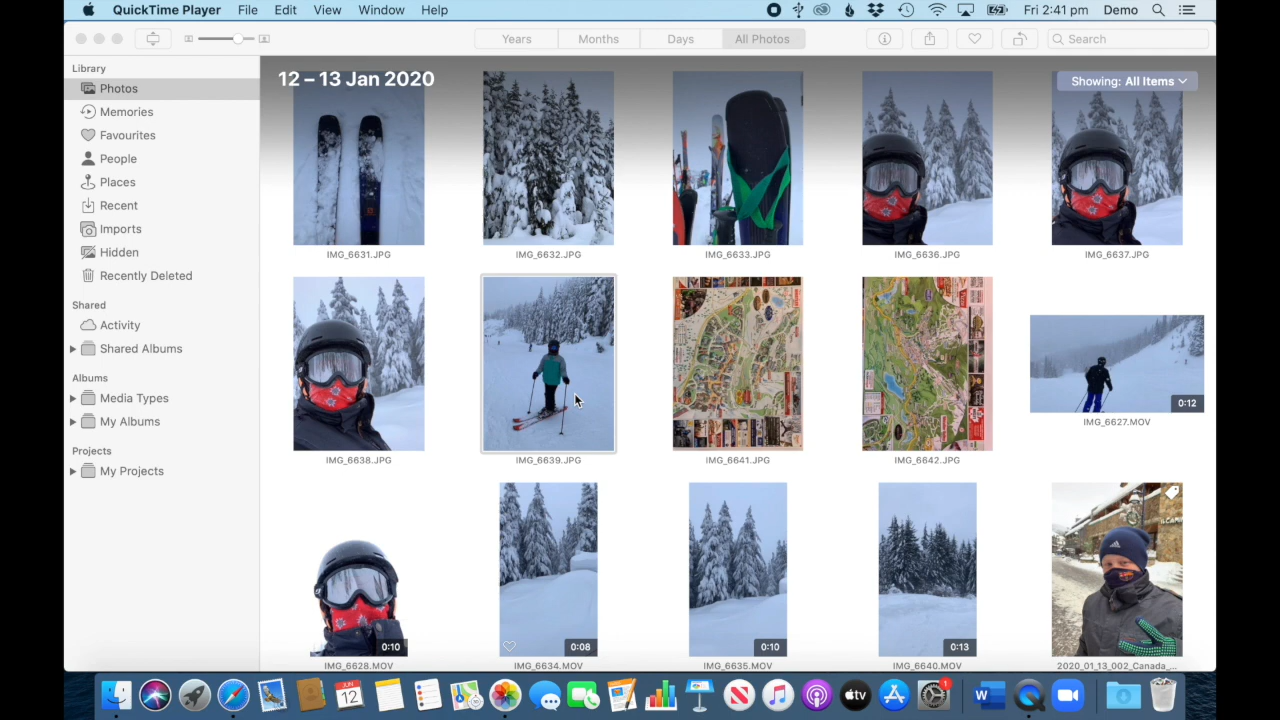 QuickTime Player File Edit View Window Help Fri 2:41 pm Demo
Years Months Days All Photos Search
Library
Photos
Memories
Favourites
People
Places
Recent
Imports
Hidden
Recently Deleted
Shared
Activity
Shared Albums
Albums
Media Types
My Albums
Projects
My Projects
12 – 13 Jan 2020
Showing: All Items
IMG_6631.JPG IMG_6632.JPG IMG_6633.JPG IMG_6636.JPG IMG_6637.JPG
0:12
IMG_6627.MOV
IMG_6638.JPG IMG_6639.JPG IMG_6641.JPG IMG_6642.JPG
0:10 0:08 0:10 0:13
IMG_6628.MOV IMG_6634.MOV IMG_6635.MOV IMG_6640.MOV 2020_01_13_002_Canada_...
JUN
12
tv
1
W